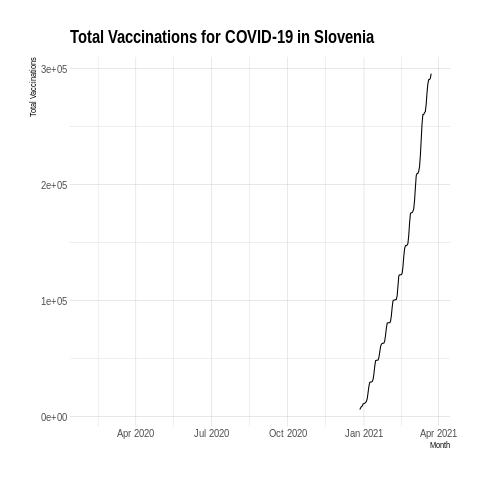 Total Vaccinations for COVID-19 in Slovenia
Total Vaccinations
3e+05
2e+05
1e+05
0e+00
Apr 2020 Jul 2020 Oct 2020 Jan 2021 Apr 2021
Month